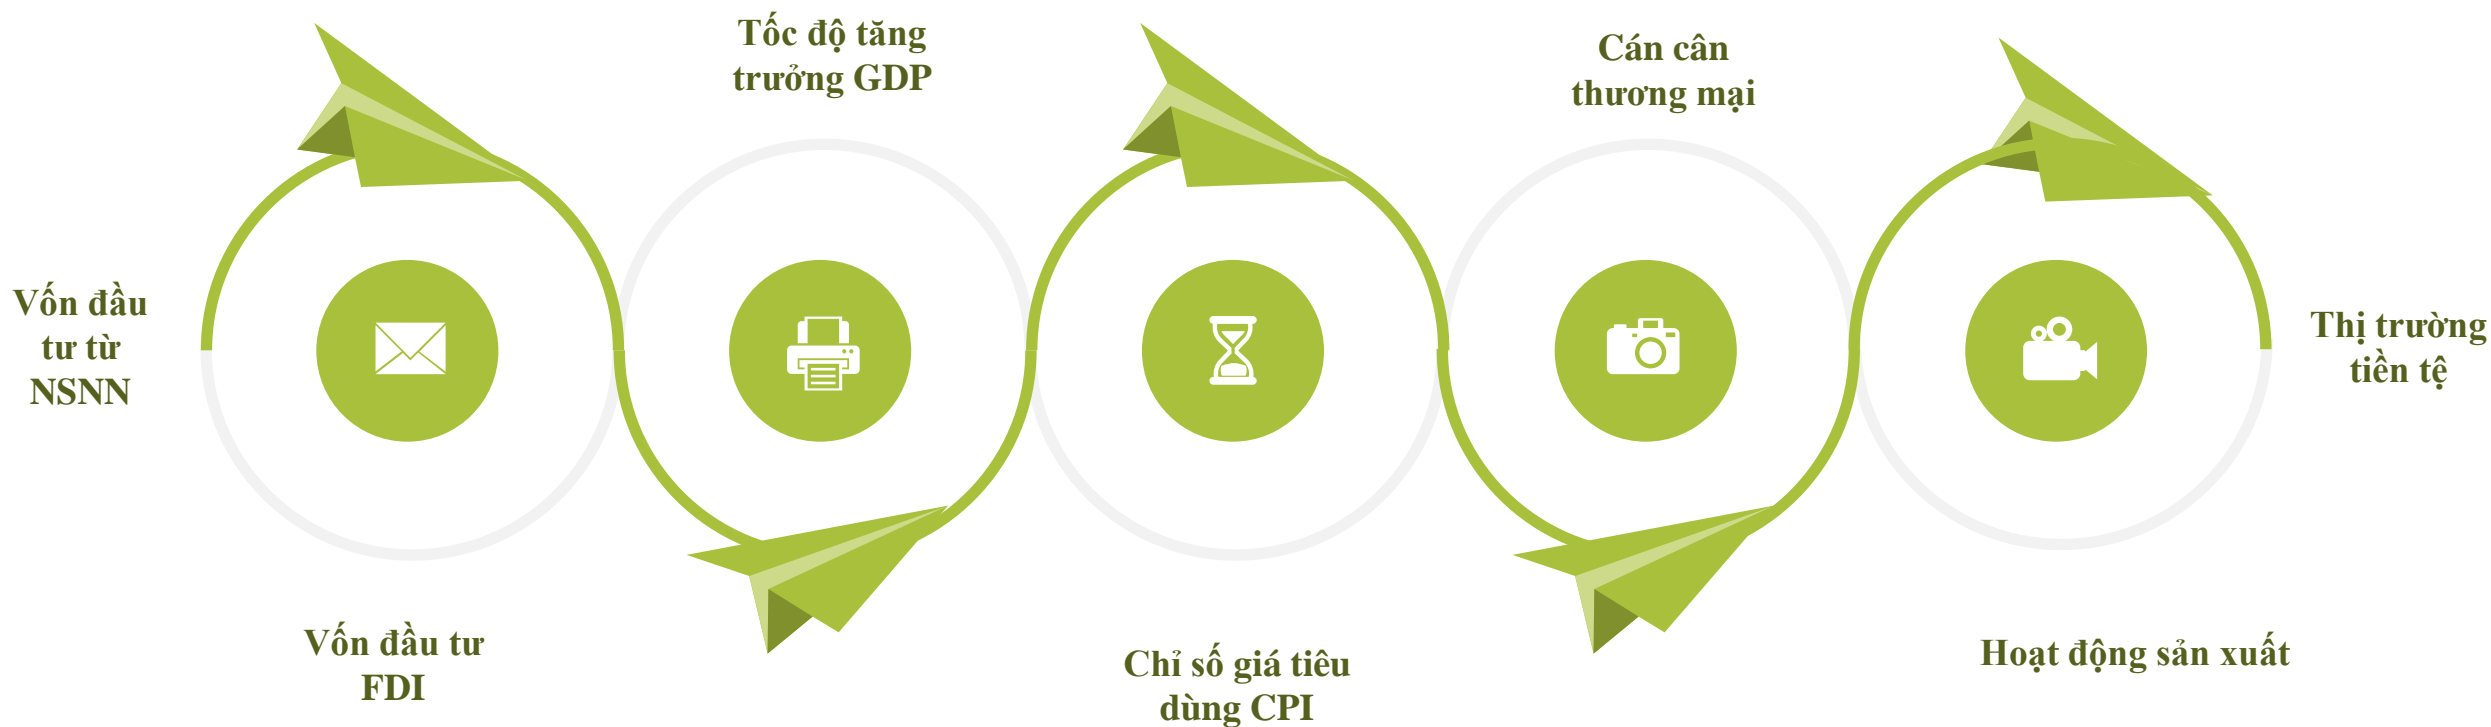 Vốn đầu
tư từ
NSNN
Vốn đầu tư
FDI
Tốc độ tăng
trưởng GDP
Chỉ số giá tiêu
dùng CPI
Cán cân
thương mại
Hoạt động sản xuất
Thị trường
tiền tệ